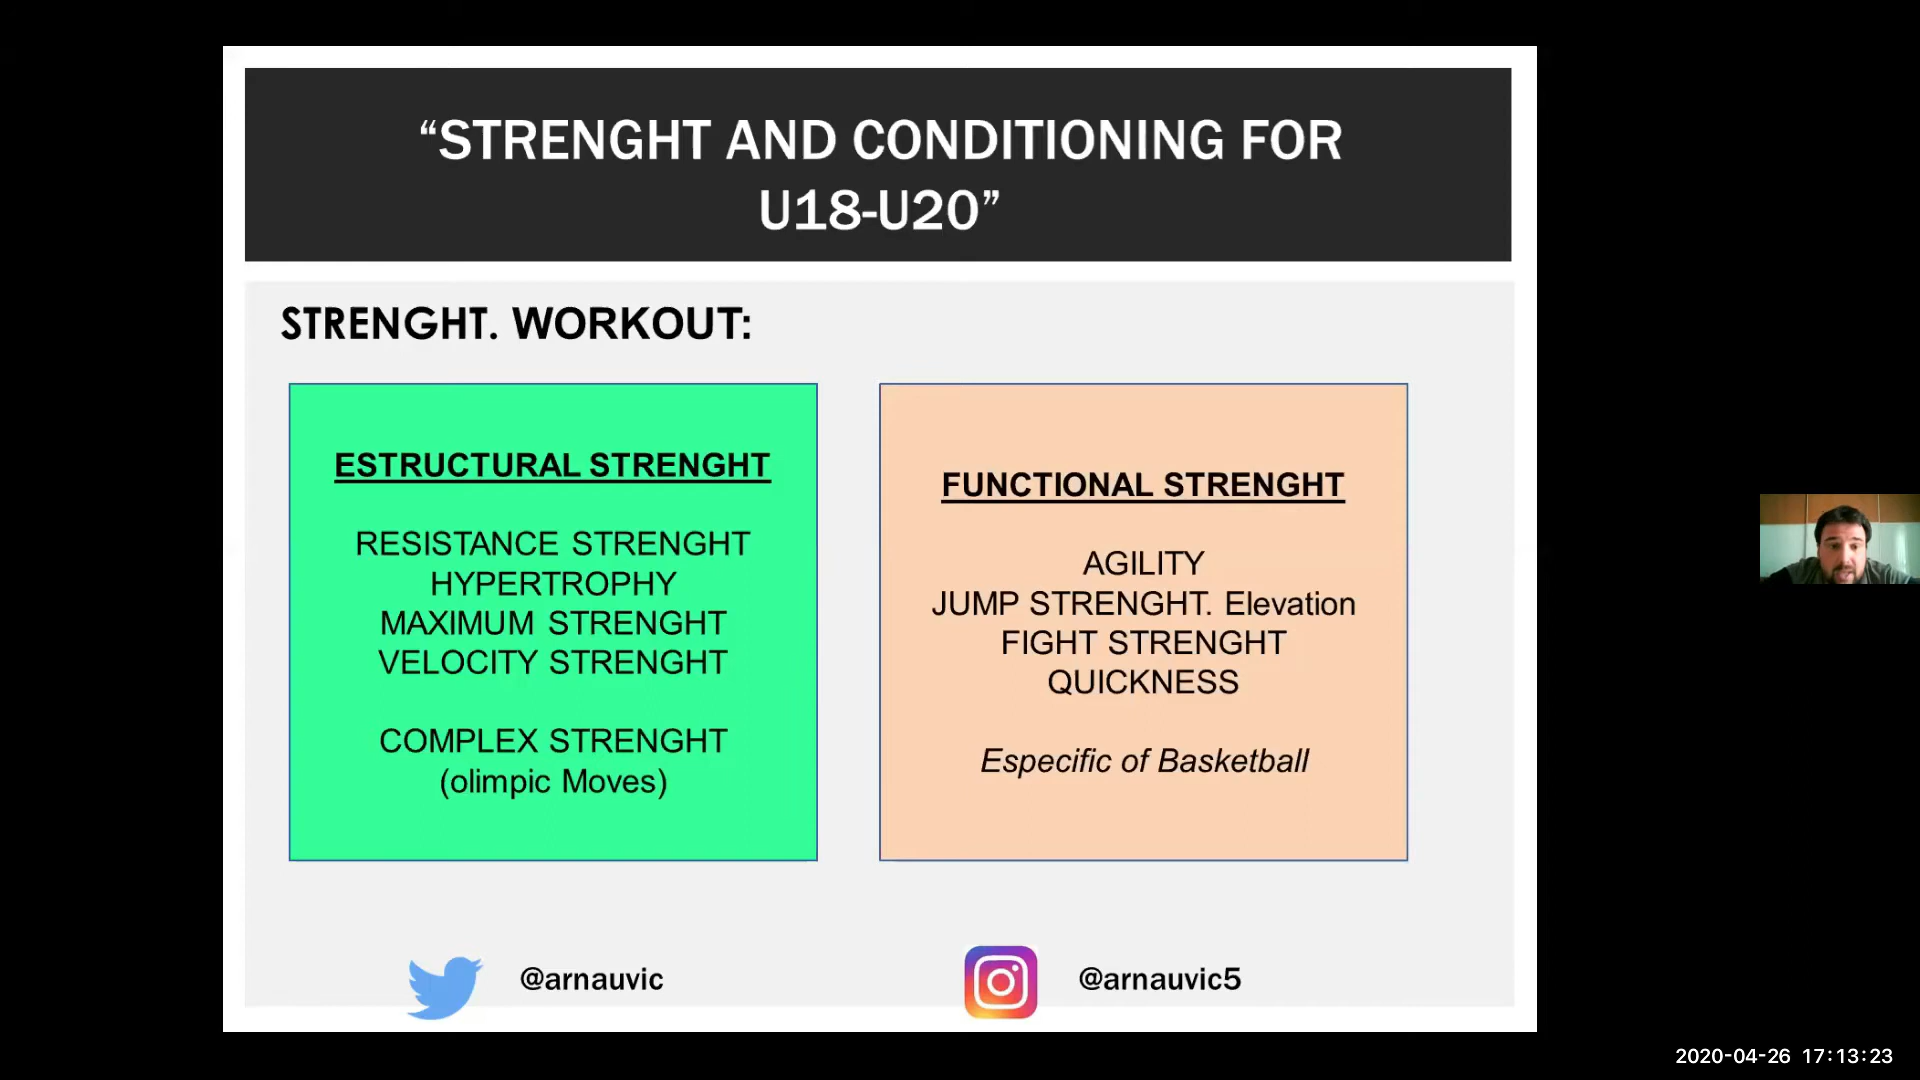 “STRENGHT AND CONDITIONING FOR
U18-U20”
STRENGHT. WORKOUT:
ESTRUCTURAL STRENGHT
RESISTANCE STRENGHT
HYPERTROPHY
MAXIMUM STRENGHT
VELOCITY STRENGHT
COMPLEX STRENGHT
(olimpic Moves)
FUNCTIONAL STRENGHT
AGILITY
JUMP STRENGHT. Elevation
FIGHT STRENGHT
QUICKNESS
Especific of Basketball
@arnauvic
@arnauvic5
2020-04-26 17:13:23